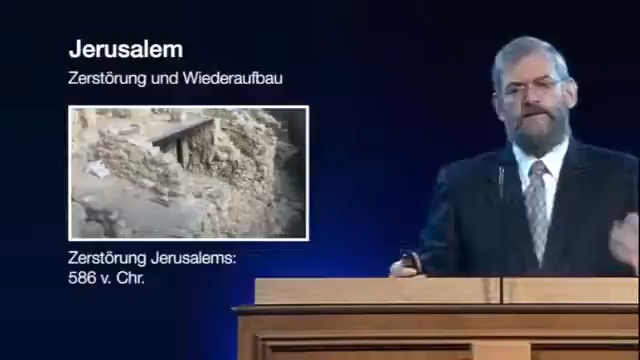 Jerusalem
Zerstörung und Wiederaufbau
Zerstörung Jerusalems:
586 v. Chr.